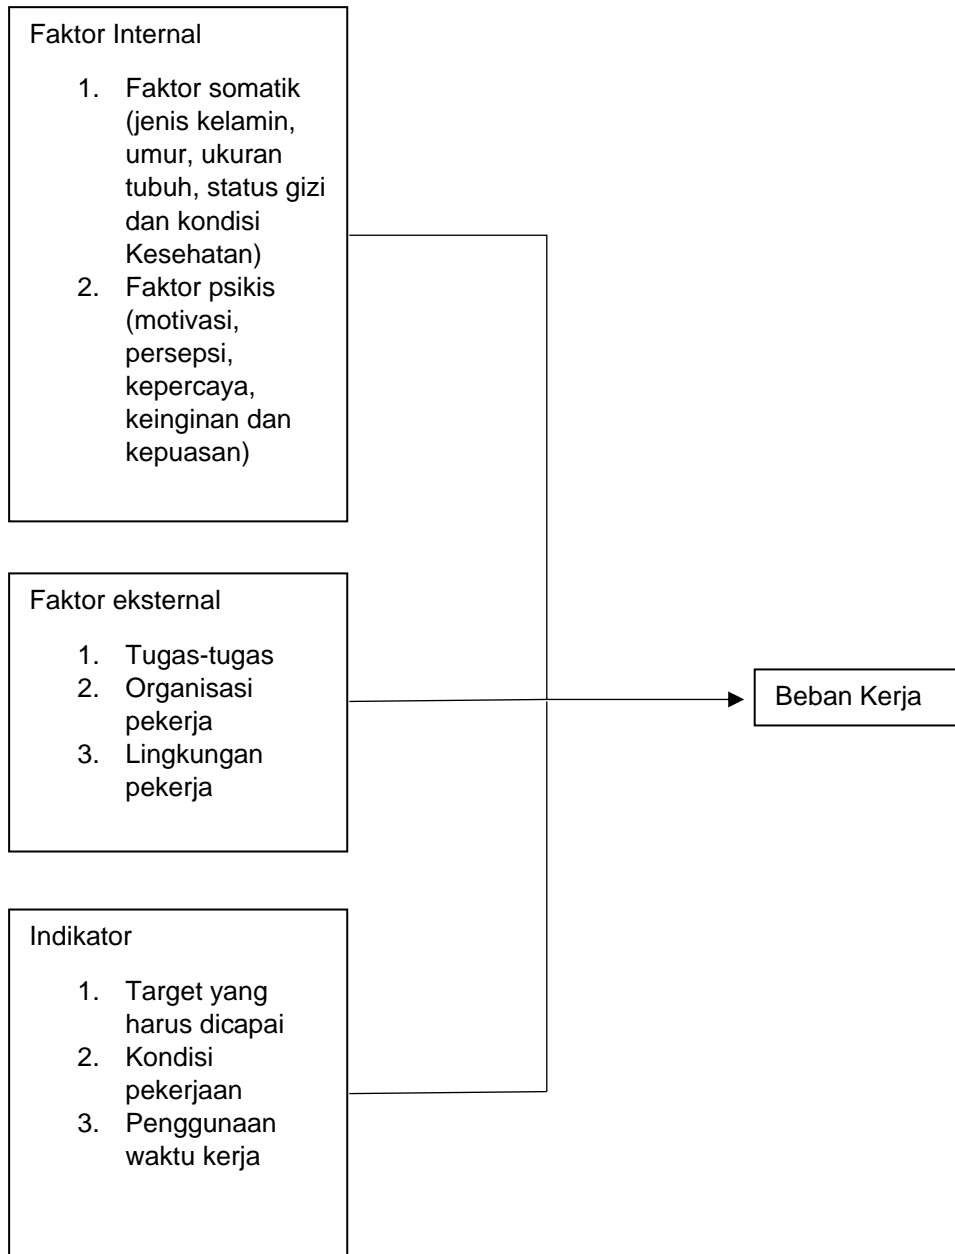 Faktor Internal
1. Faktor somatik
(jenis kelamin,
umur, ukuran
tubuh, status gizi
dan kondisi
Kesehatan)
2. Faktor psikis
(motivasi,
persepsi,
kepercaya,
keinginan dan
kepuasan)
Faktor eksternal
1. Tugas-tugas
2. Organisasi
pekerja
3. Lingkungan
pekerja
Beban Kerja
Indikator
1. Target yang
harus dicapai
2. Kondisi
pekerjaan
3. Penggunaan
waktu kerja